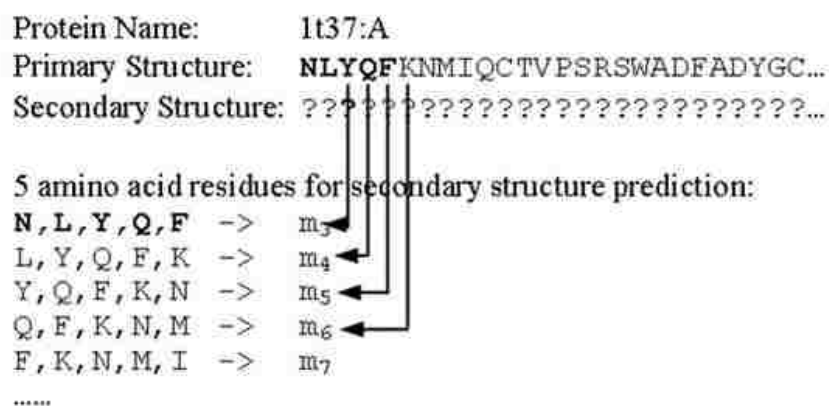 Protein Name: 1t37:A
Primary Structure: NLYQFKNMIQCTVPSRSWADFADYGC...
Secondary Structure: ??????????????????????????...
5 amino acid residues for secondary structure prediction:
N,L,Y,Q,F -> m3
L,Y,Q,F,K -> m4
Y,Q,F,K,N -> m5
Q,F,K,N,M -> m6
F,K,N,M,I -> m7
......